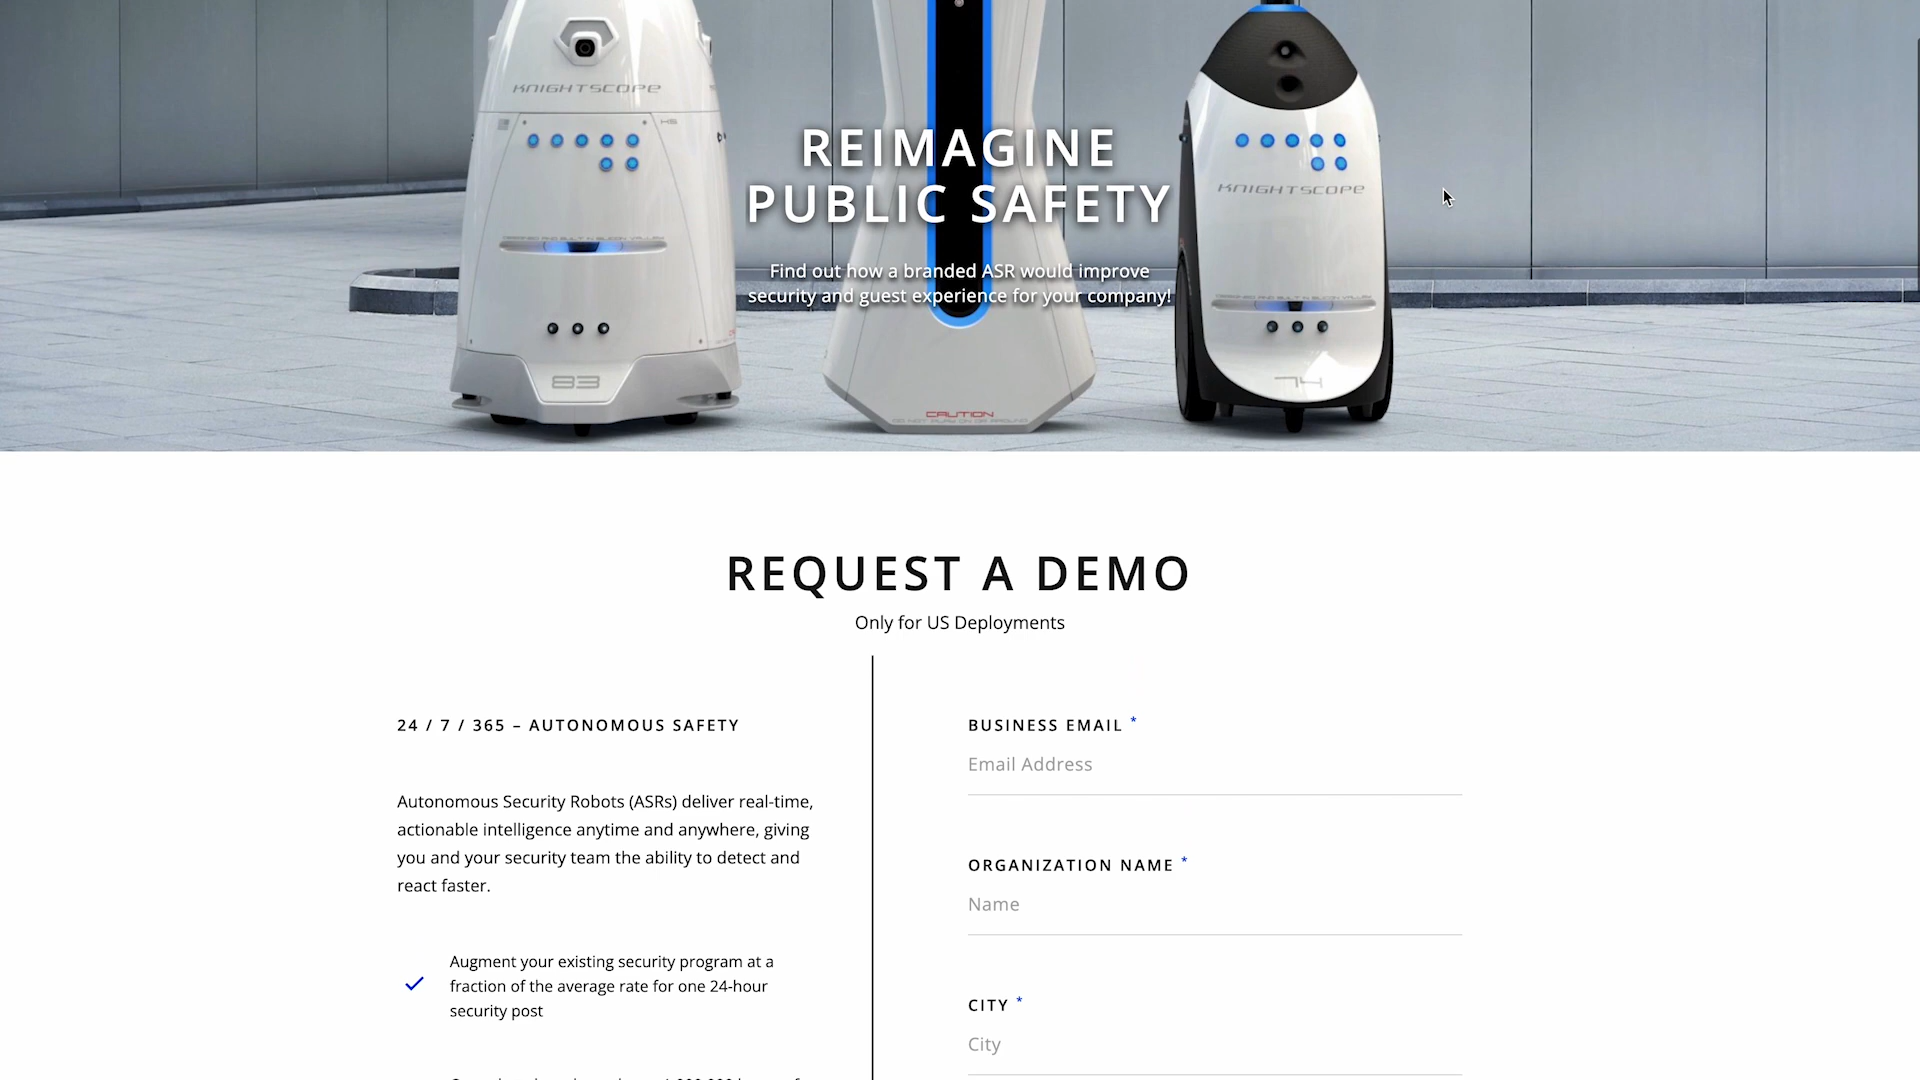 KNIGHTSCOPE
REIMAGINE
PUBLIC SAFETY
KNIGHTSCOPE
Find out how a branded ASR would improve
security and guest experience for your company!
83
74
CAUTION
REQUEST A DEMO
Only for US Deployments
24 / 7 / 365 – AUTONOMOUS SAFETY
Autonomous Security Robots (ASRs) deliver real-time,
actionable intelligence anytime and anywhere, giving
you and your security team the ability to detect and
react faster.
Augment your existing security program at a
fraction of the average rate for one 24-hour
security post
BUSINESS EMAIL *
Email Address
ORGANIZATION NAME *
Name
CITY *
City